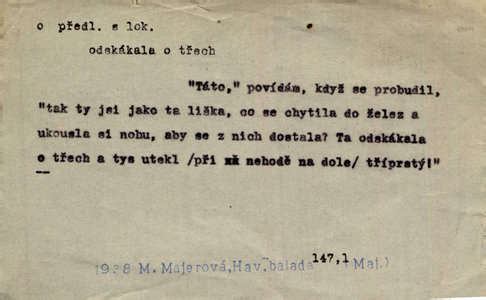 o předl. s lok.
odskákala o třech
"Táto," povídám, když se probudil,
"tak ty jsi jako ta liška, co se chytila do želez a
ukousla si nohu, aby se z nich dostala? Ta odskákala
o třech a tys utekl /při nehodě na dole/ tříprstý!"
1938 M. Majerová, Hav. balada 147,1 (Maj.)